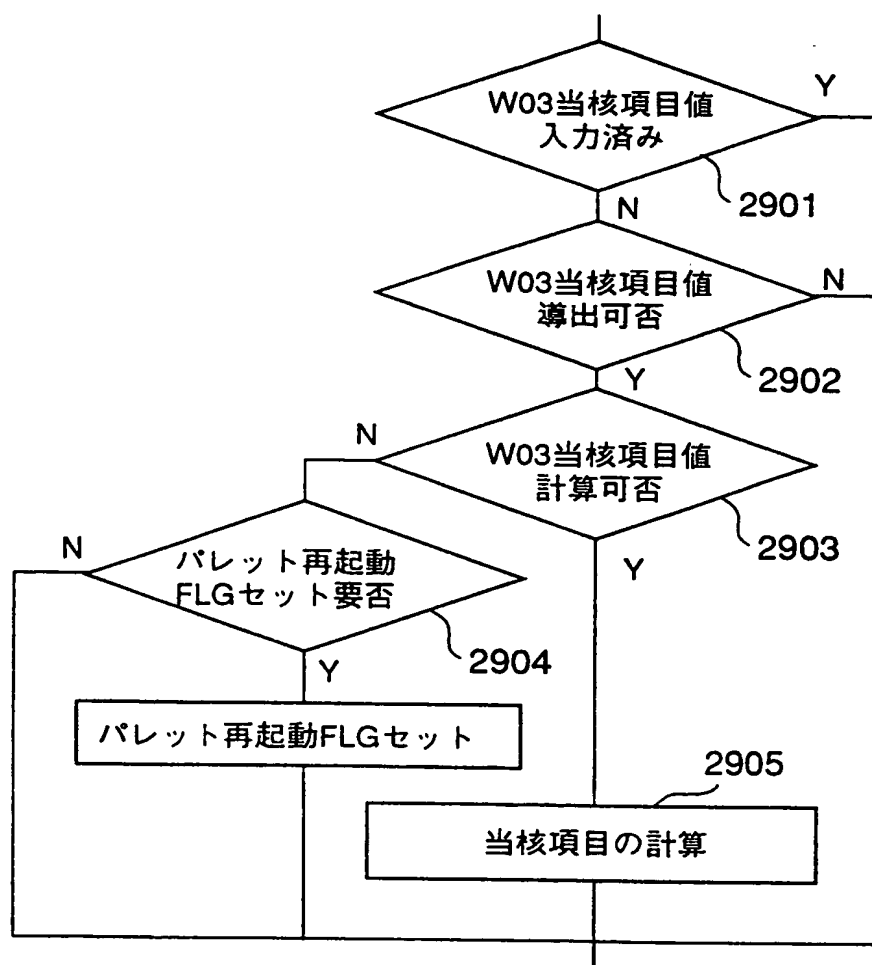 W03当核項目値
入力済み
Y
2901
N
W03当核項目値
導出可否
N
2902
Y
N
W03当核項目値
計算可否
2903
Y
N
パレット再起動
FLGセット要否
2904
Y
パレット再起動FLGセット
2905
当核項目の計算